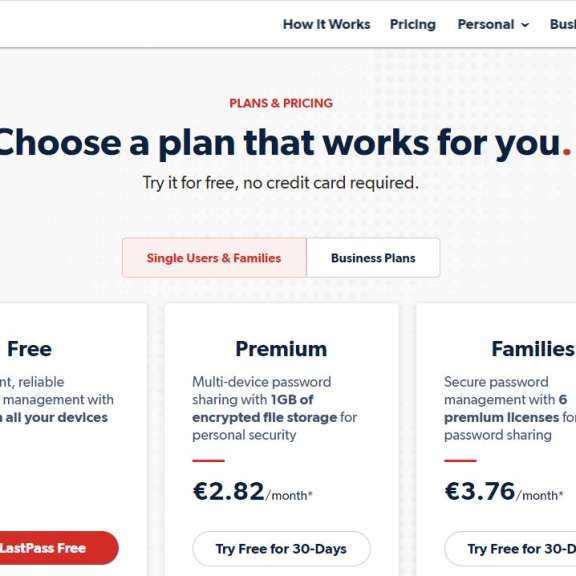 How It Works Pricing Personal
PLANS & PRICING
Choose a plan that works for you.
Try it for free, no credit card required.
Single Users & Families Business Plans
Free
reliable
management with
all your devices
LastPass Free
Premium
Multi-device password
sharing with 1GB of
encrypted file storage for
personal security
€2.82/month*
Try Free for 30-Days
Families
Secure password
management with 6
premium licenses
password sharing
€3.76/month*
Try Free for 30-D